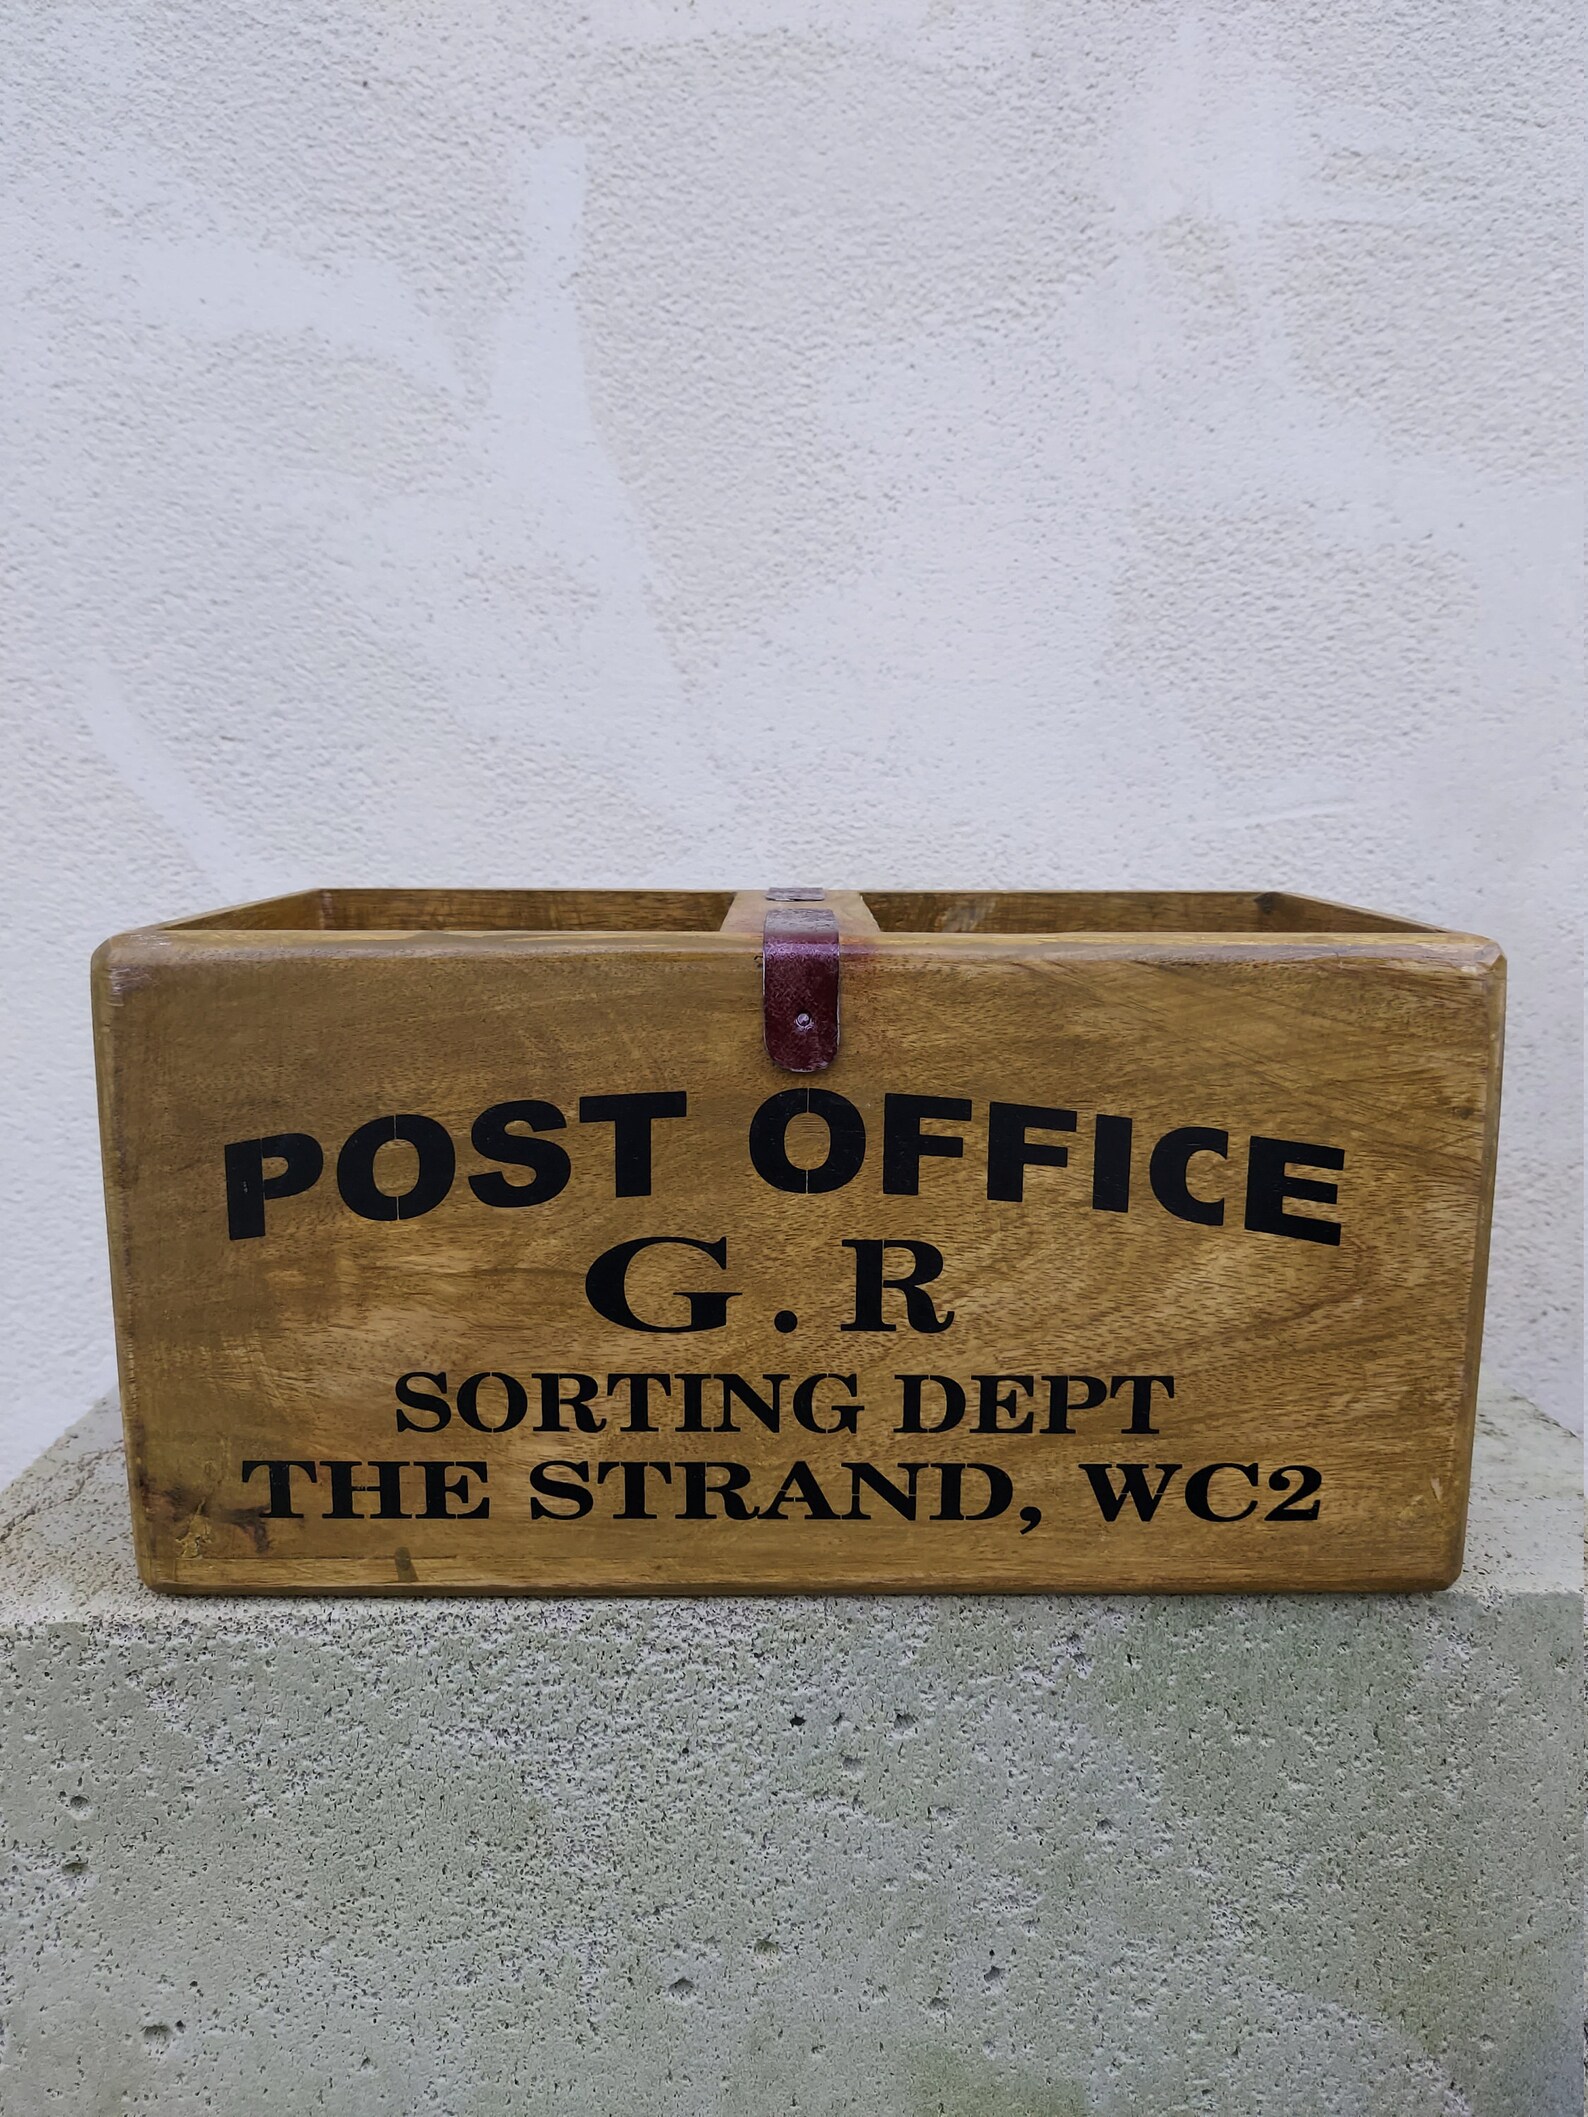 POST OFFICE
G.R
SORTING DEPT
THE STRAND, WC2